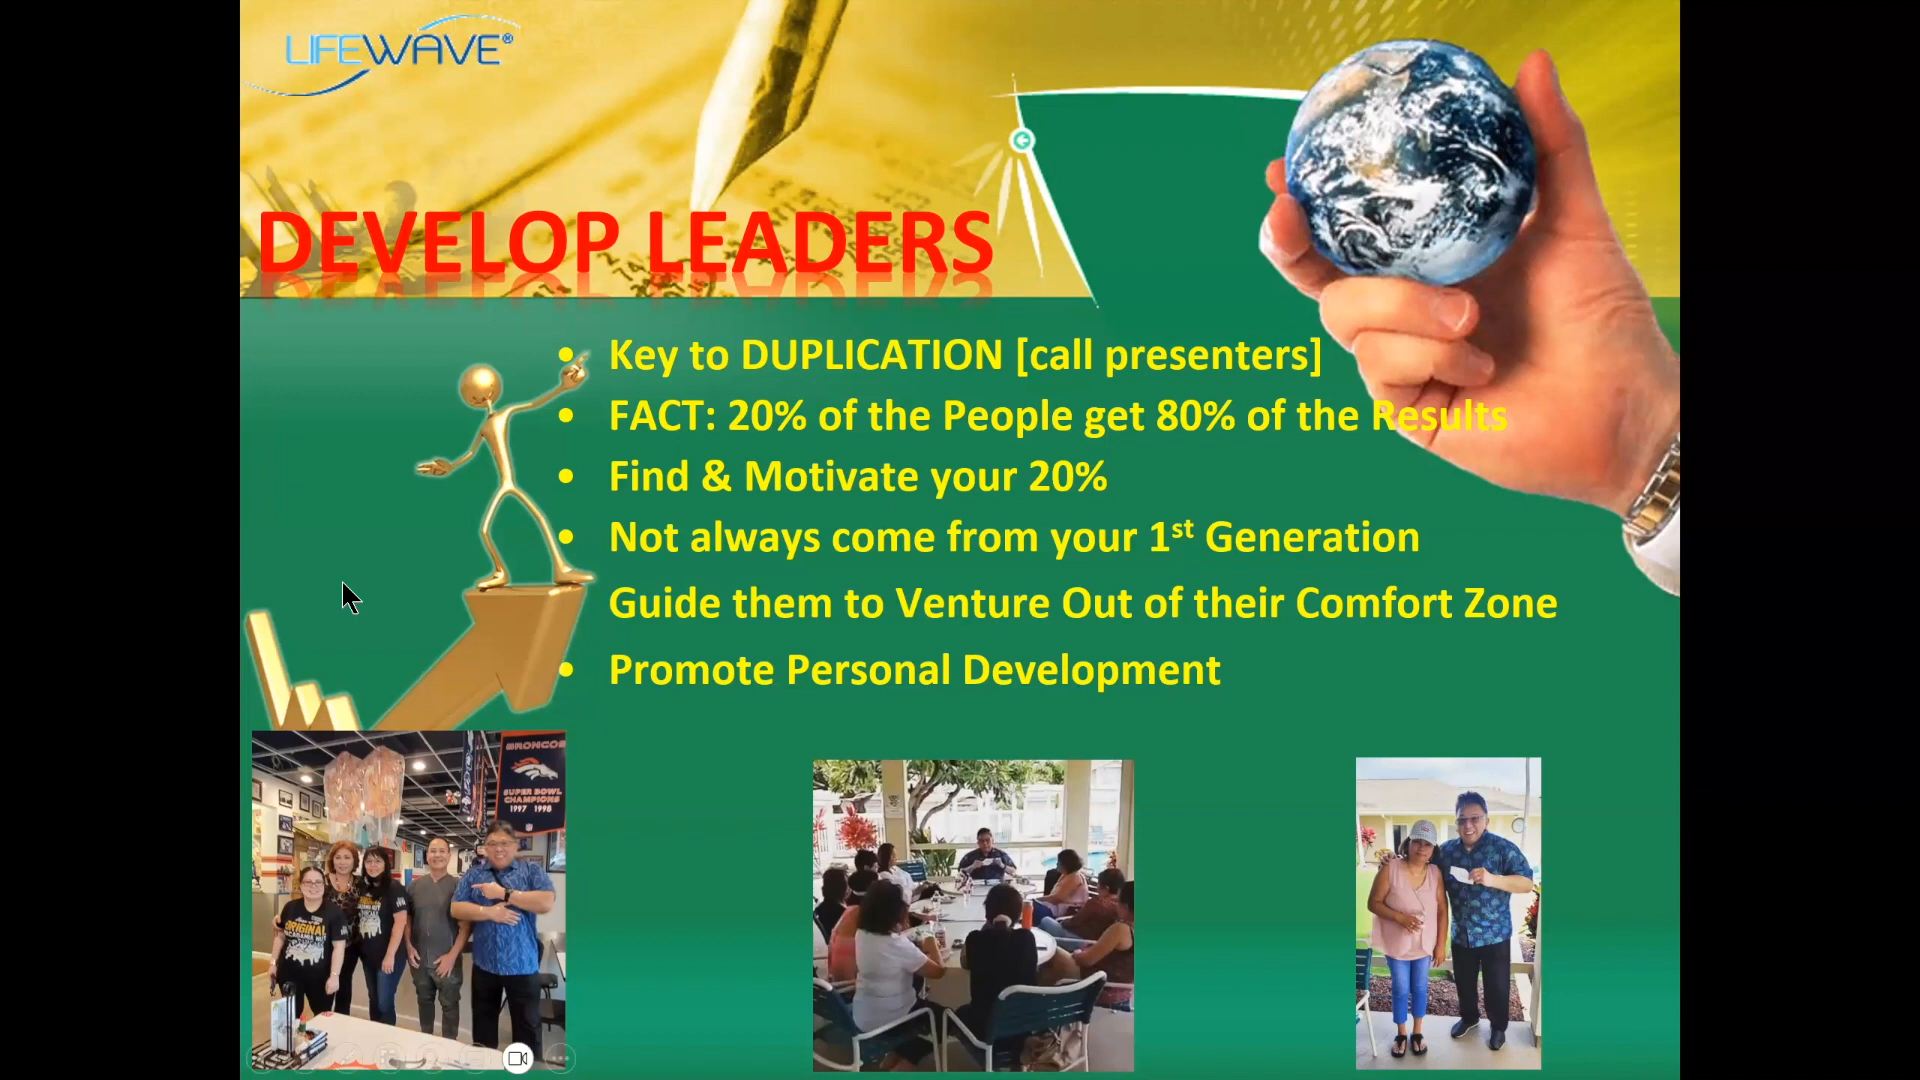 LIFEWAVE®
DEVELOP LEADERS
• Key to DUPLICATION [call presenters]
• FACT: 20% of the People get 80% of the Results
• Find & Motivate your 20%
• Not always come from your 1st Generation
Guide them to Venture Out of their Comfort Zone
• Promote Personal Development
BRONCOS
SUPER BOWL
CHAMPIONS
1997 1998
ORIGINAL